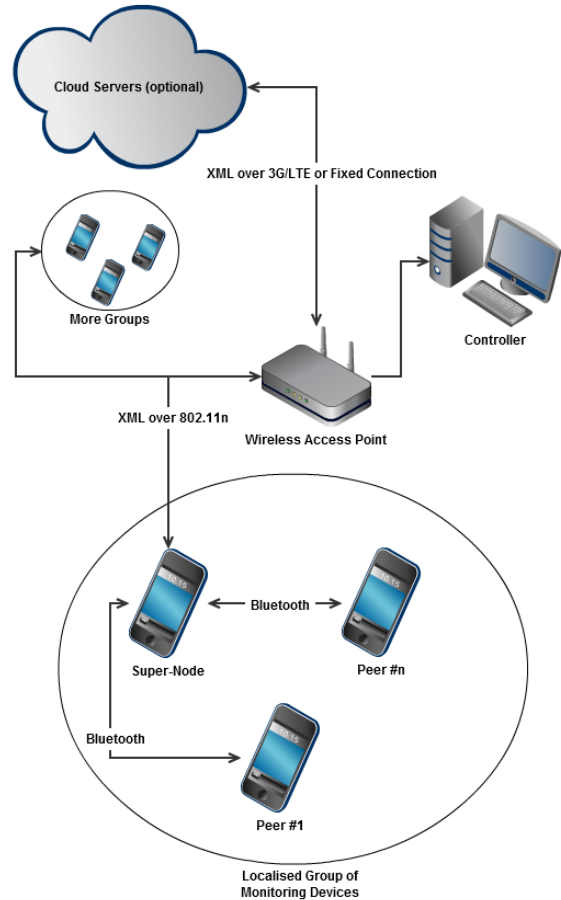 Cloud Servers (optional)
XML over 3G/LTE or Fixed Connection
More Groups
Controller
XML over 802.11n
Wireless Access Point
10:15
10:15
Bluetooth
Super-Node
Peer #n
Bluetooth
10:15
Peer #1
Localised Group of
Monitoring Devices